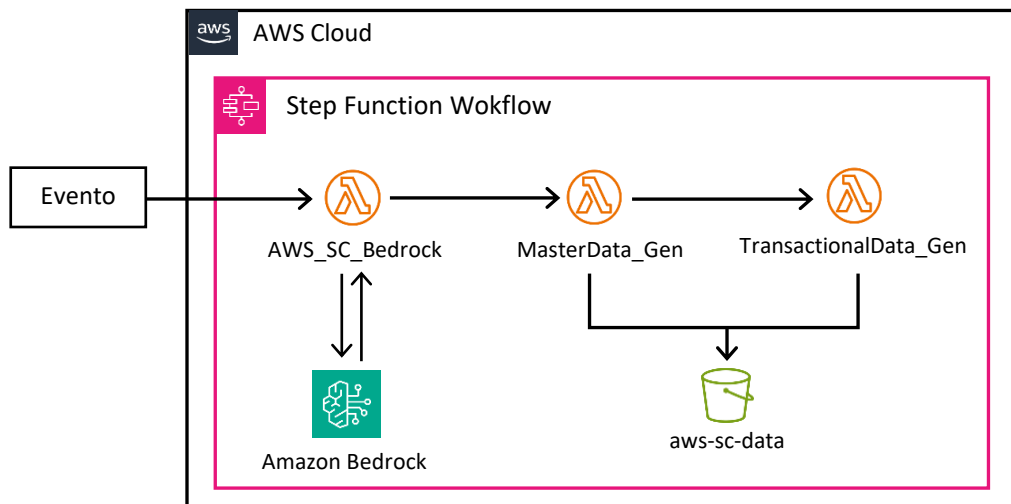 aws
AWS Cloud
Step Function Wokflow
Evento
AWS_SC_Bedrock
MasterData_Gen
TransactionalData_Gen
Amazon Bedrock
aws-sc-data